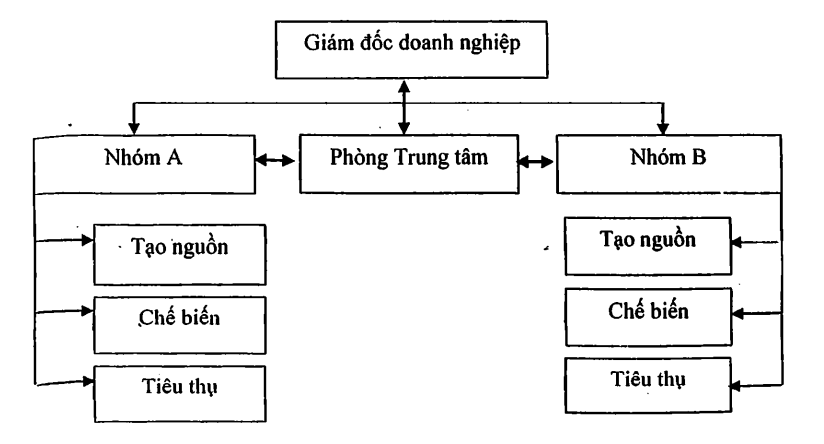 Giám đốc doanh nghiệp
Nhóm A
Phòng Trung tâm
Nhóm B
Tạo nguồn
Chế biến
Tiêu thụ
Tạo nguồn
Chế biến
Tiêu thụ